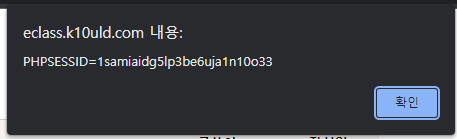 eclass.k10uld.com 내용:
PHPSESSID=1samiaidg5lp3be6uja1n10o33
확인